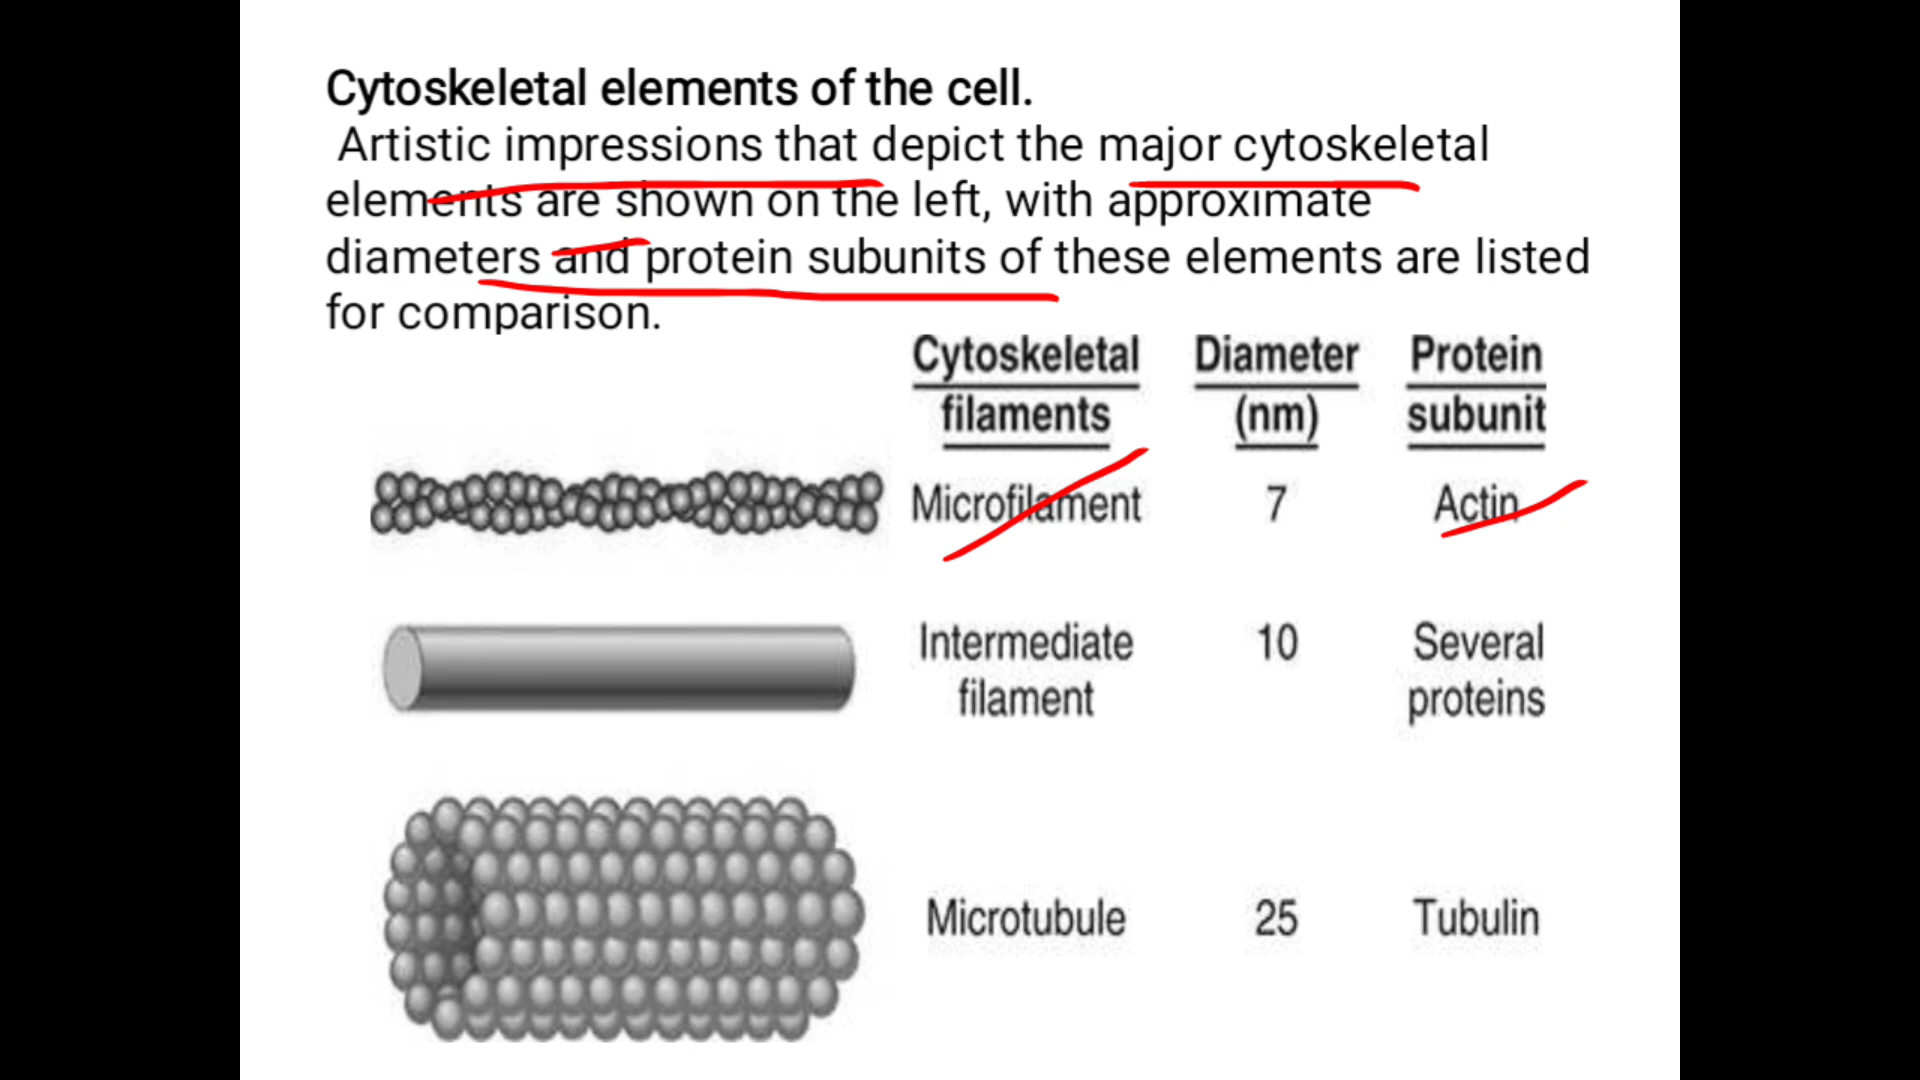 Cytoskeletal elements of the cell.
Artistic impressions that depict the major cytoskeletal
elements are shown on the left, with approximate
diameters and protein subunits of these elements are listed
for comparison.
Cytoskeletal filaments Diameter (nm) Protein subunit
Microfilament 7 Actin
Intermediate filament 10 Several proteins
Microtubule 25 Tubulin